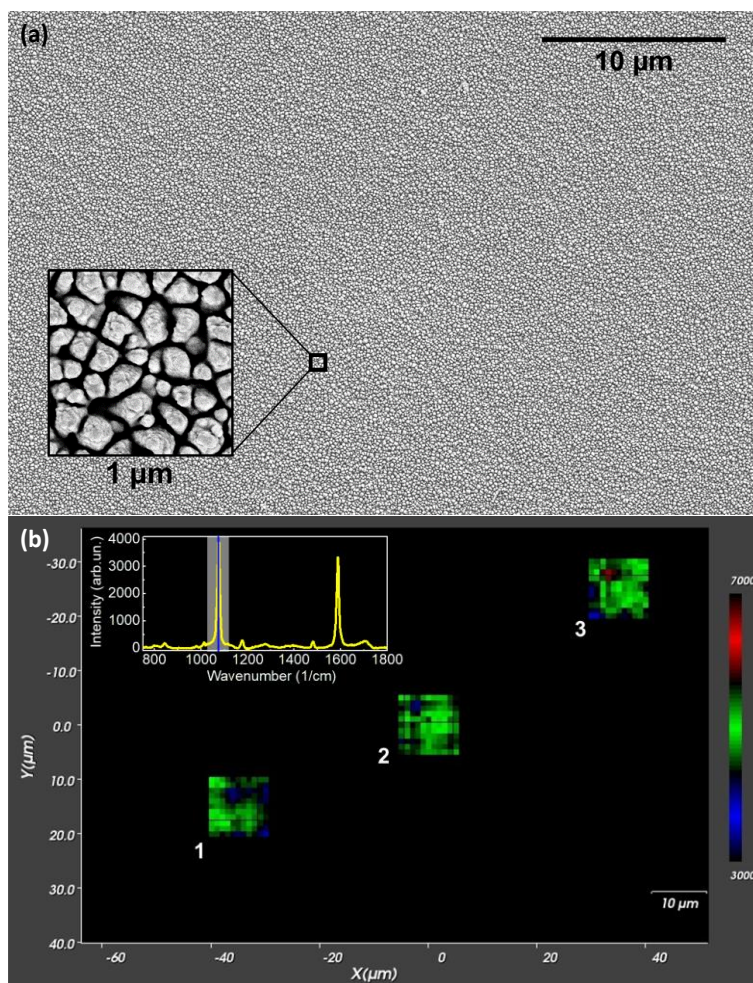 (a)
10 µm
1 µm
(b)
4000
3000
2000
1000
0
Intensity (arb.un.)
800 1000 1200 1400 1600 1800
Wavenumber (1/cm)
-30.0
-20.0
-10.0
0.0
10.0
20.0
30.0
40.0
Y(µm)
3
2
1
7000
3000
10 µm
-60 -40 -20 0 20 40
X(µm)